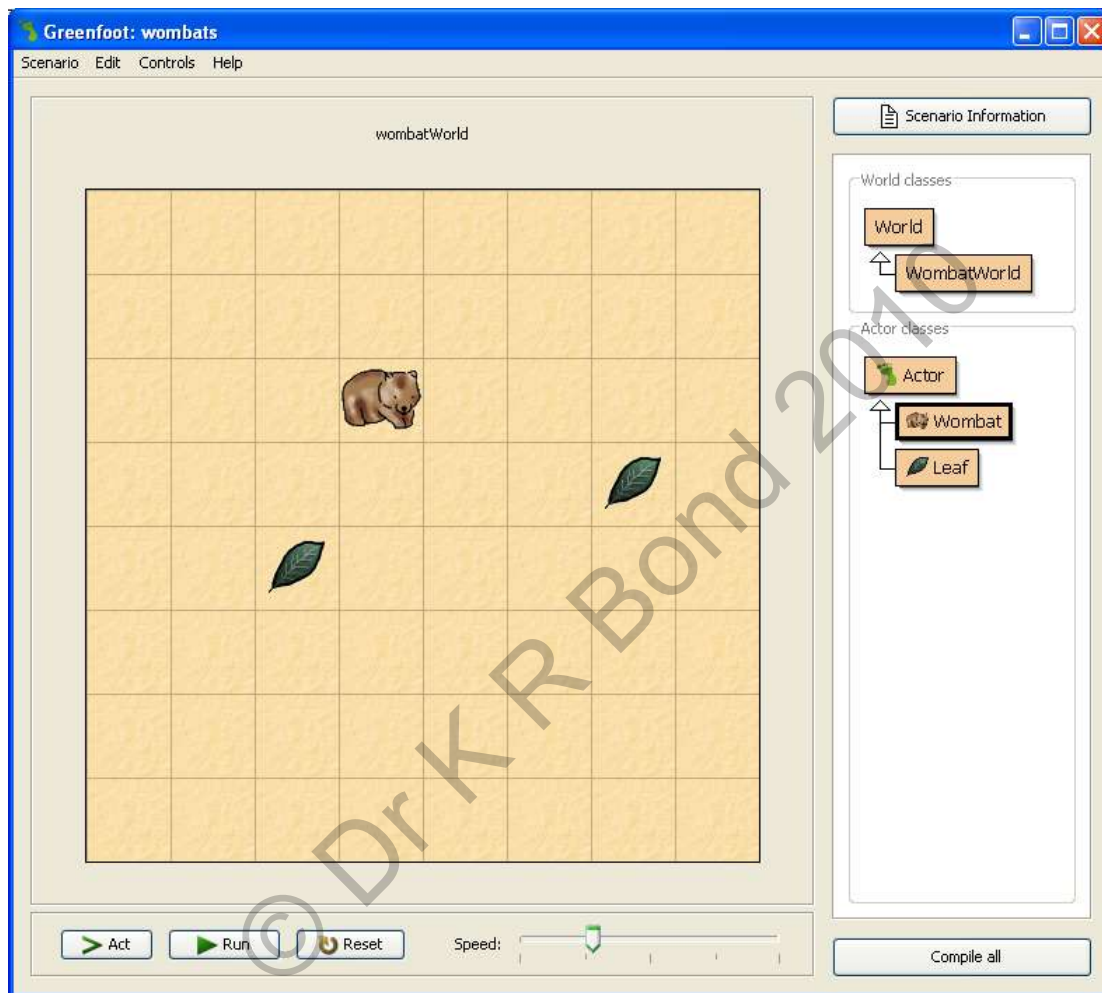 Greenfoot: wombats
Scenario Edit Controls Help
wombatWorld
Scenario Information
World classes
World
WombatWorld
Actor classes
Actor
Wombat
Leaf
© Dr K R Bond 2010
Act Run Reset Speed:
Compile all